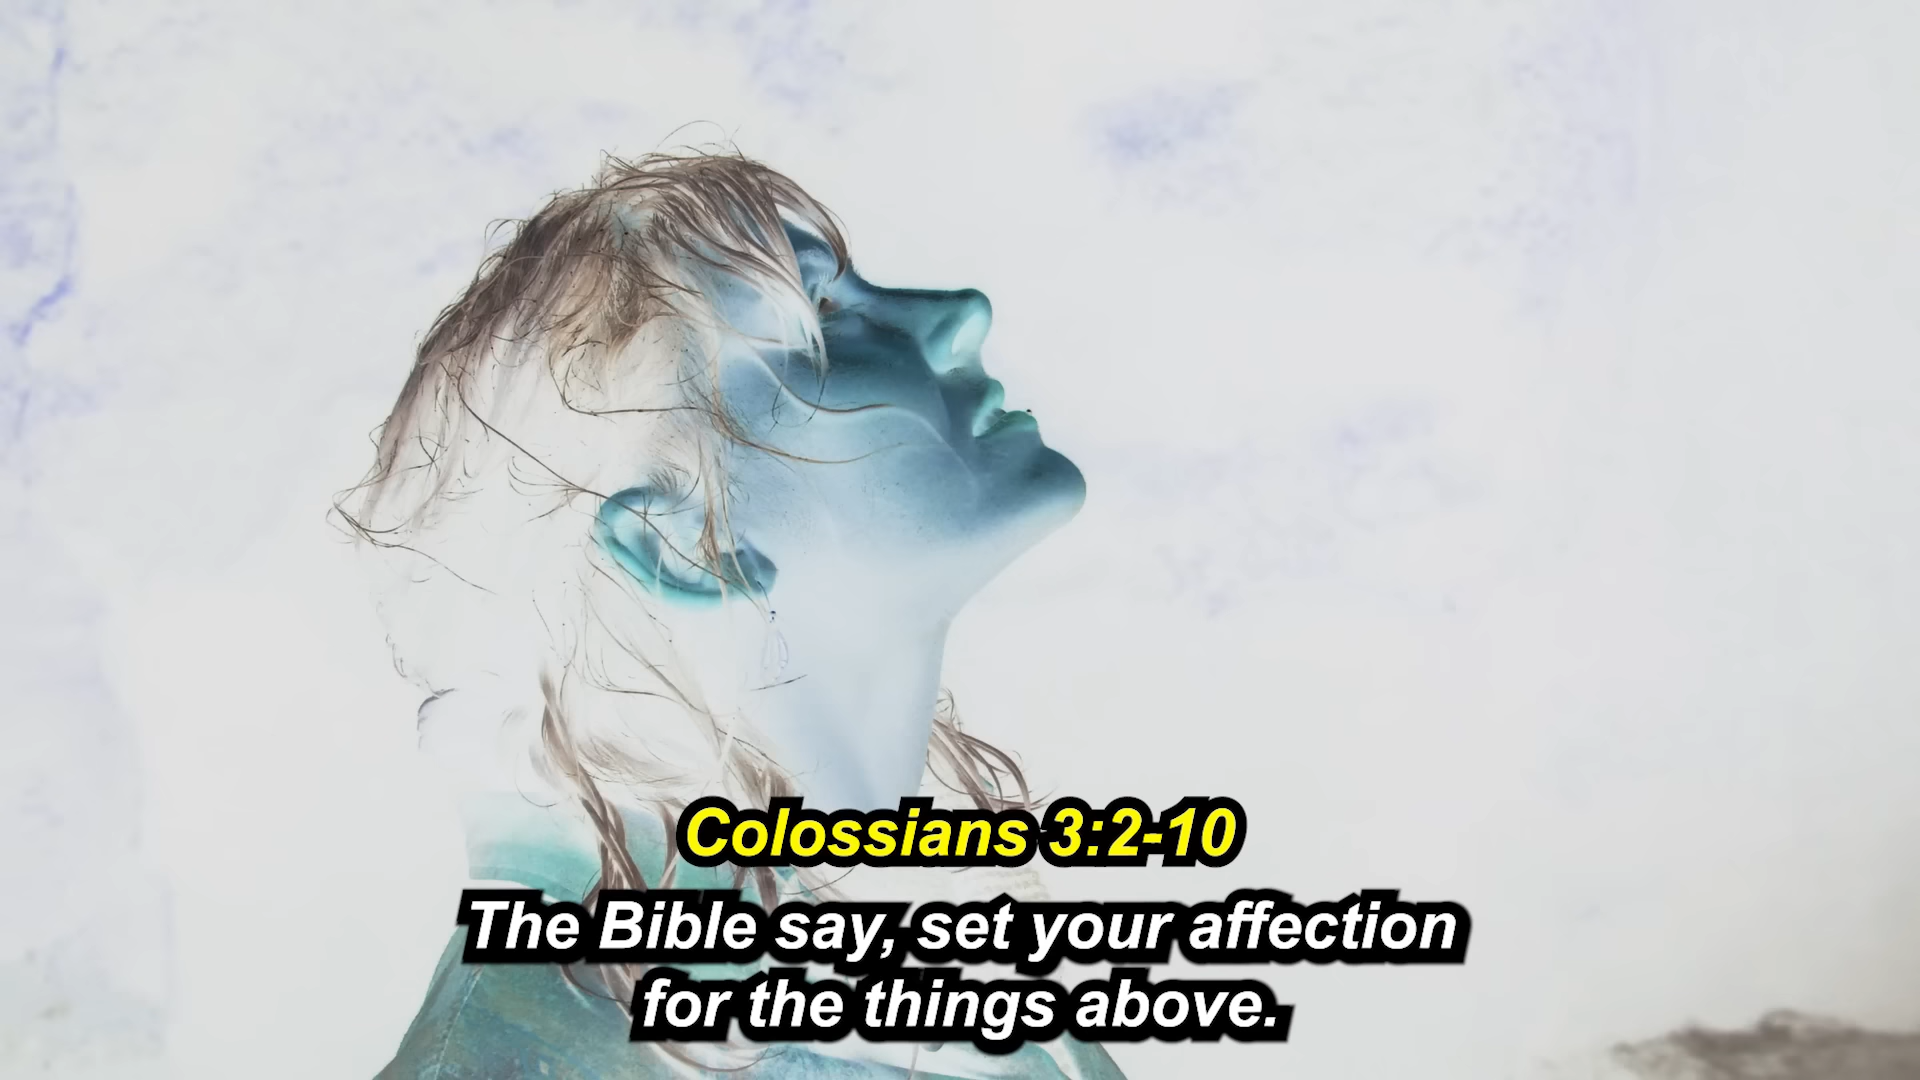 Colossians 3:2-10
The Bible say, set your affection
for the things above.